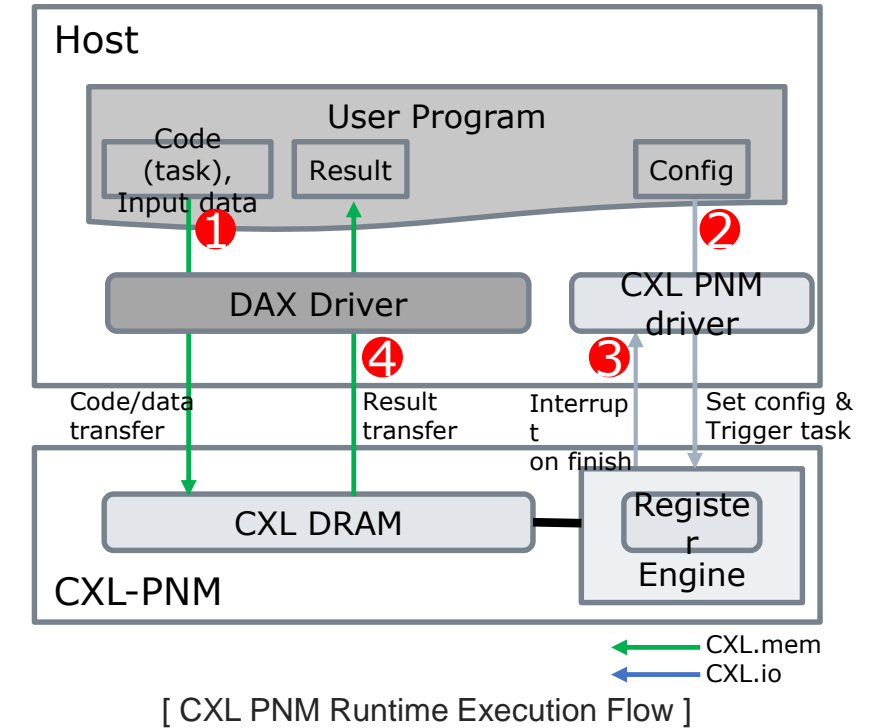 Host
User Program
Code
(task),
Input data
Result
Config
1
2
DAX Driver
CXL PNM
driver
4
3
Code/data
transfer
Result
transfer
Interrup
t
on finish
Set config &
Trigger task
CXL DRAM
Registe
r
Engine
CXL-PNM
CXL.mem
CXL.io
[ CXL PNM Runtime Execution Flow ]